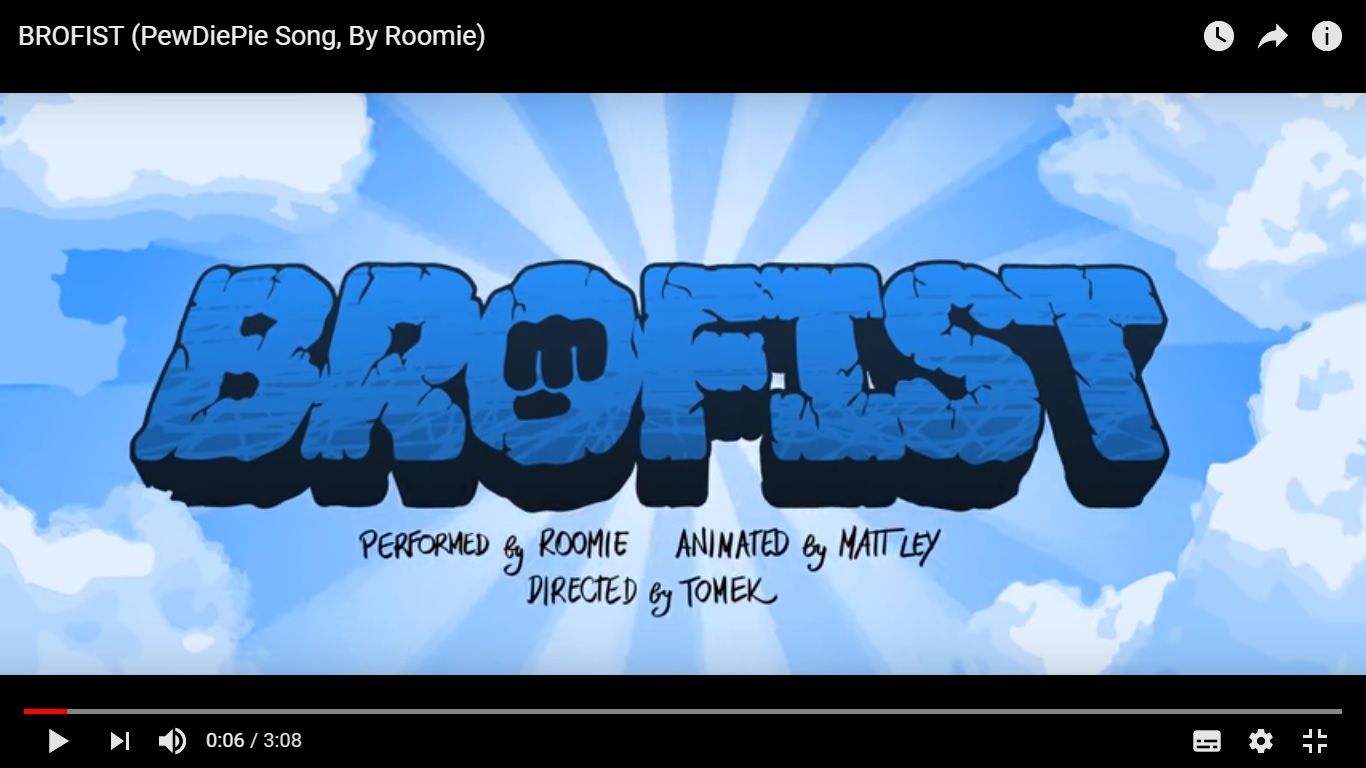 BROFIST (PewDiePie Song, By Roomie)
BROFIST
PERFORMED by ROOMIE ANIMATED by MATT LEY
DIRECTED by TOMEK
0:06 / 3:08